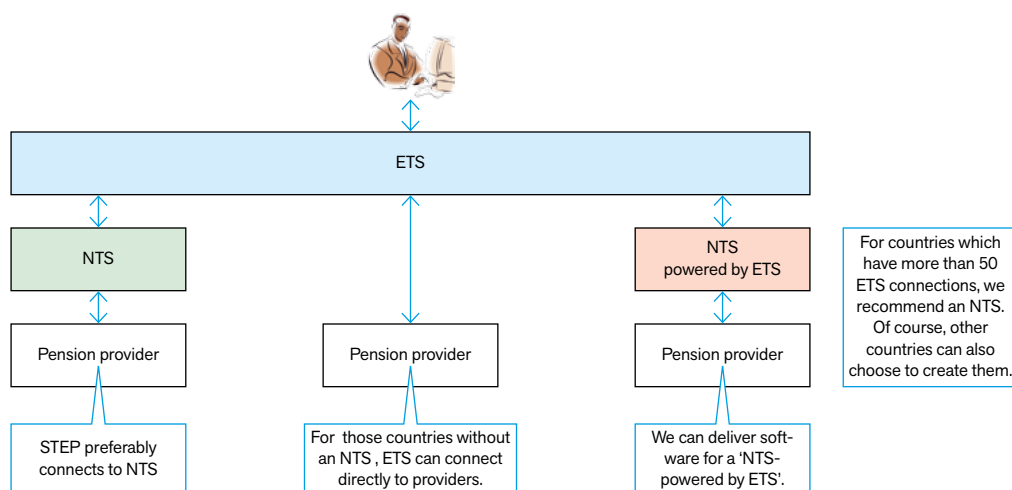 ETS
NTS
NTS
powered by ETS
For countries which
have more than 50
ETS connections, we
recommend an NTS.
Of course, other
countries can also
choose to create them.
Pension provider
Pension provider
Pension provider
STEP preferably
connects to NTS
For those countries without
an NTS , ETS can connect
directly to providers.
We can deliver soft-
ware for a ‘NTS-
powered by ETS’.